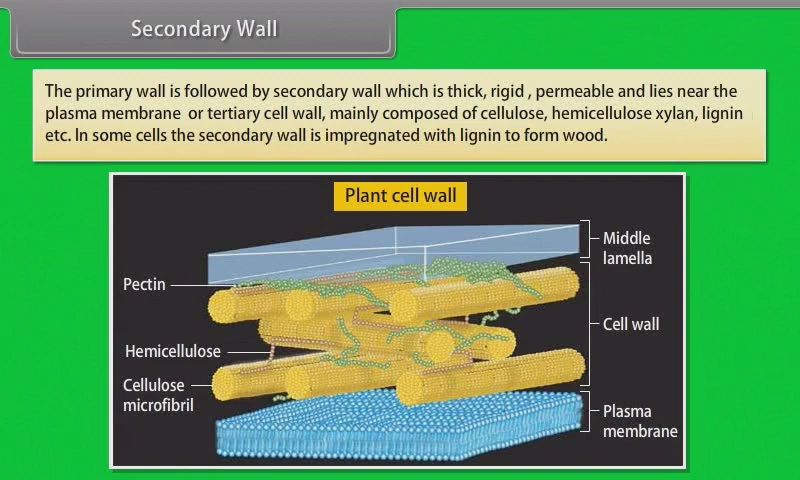 Secondary Wall
The primary wall is followed by secondary wall which is thick, rigid , permeable and lies near the
plasma membrane or tertiary cell wall, mainly composed of cellulose, hemicellulose xylan, lignin
etc. In some cells the secondary wall is impregnated with lignin to form wood.
Plant cell wall
Middle
lamella
Pectin
Cell wall
Hemicellulose
Cellulose
microfibril
Plasma
membrane